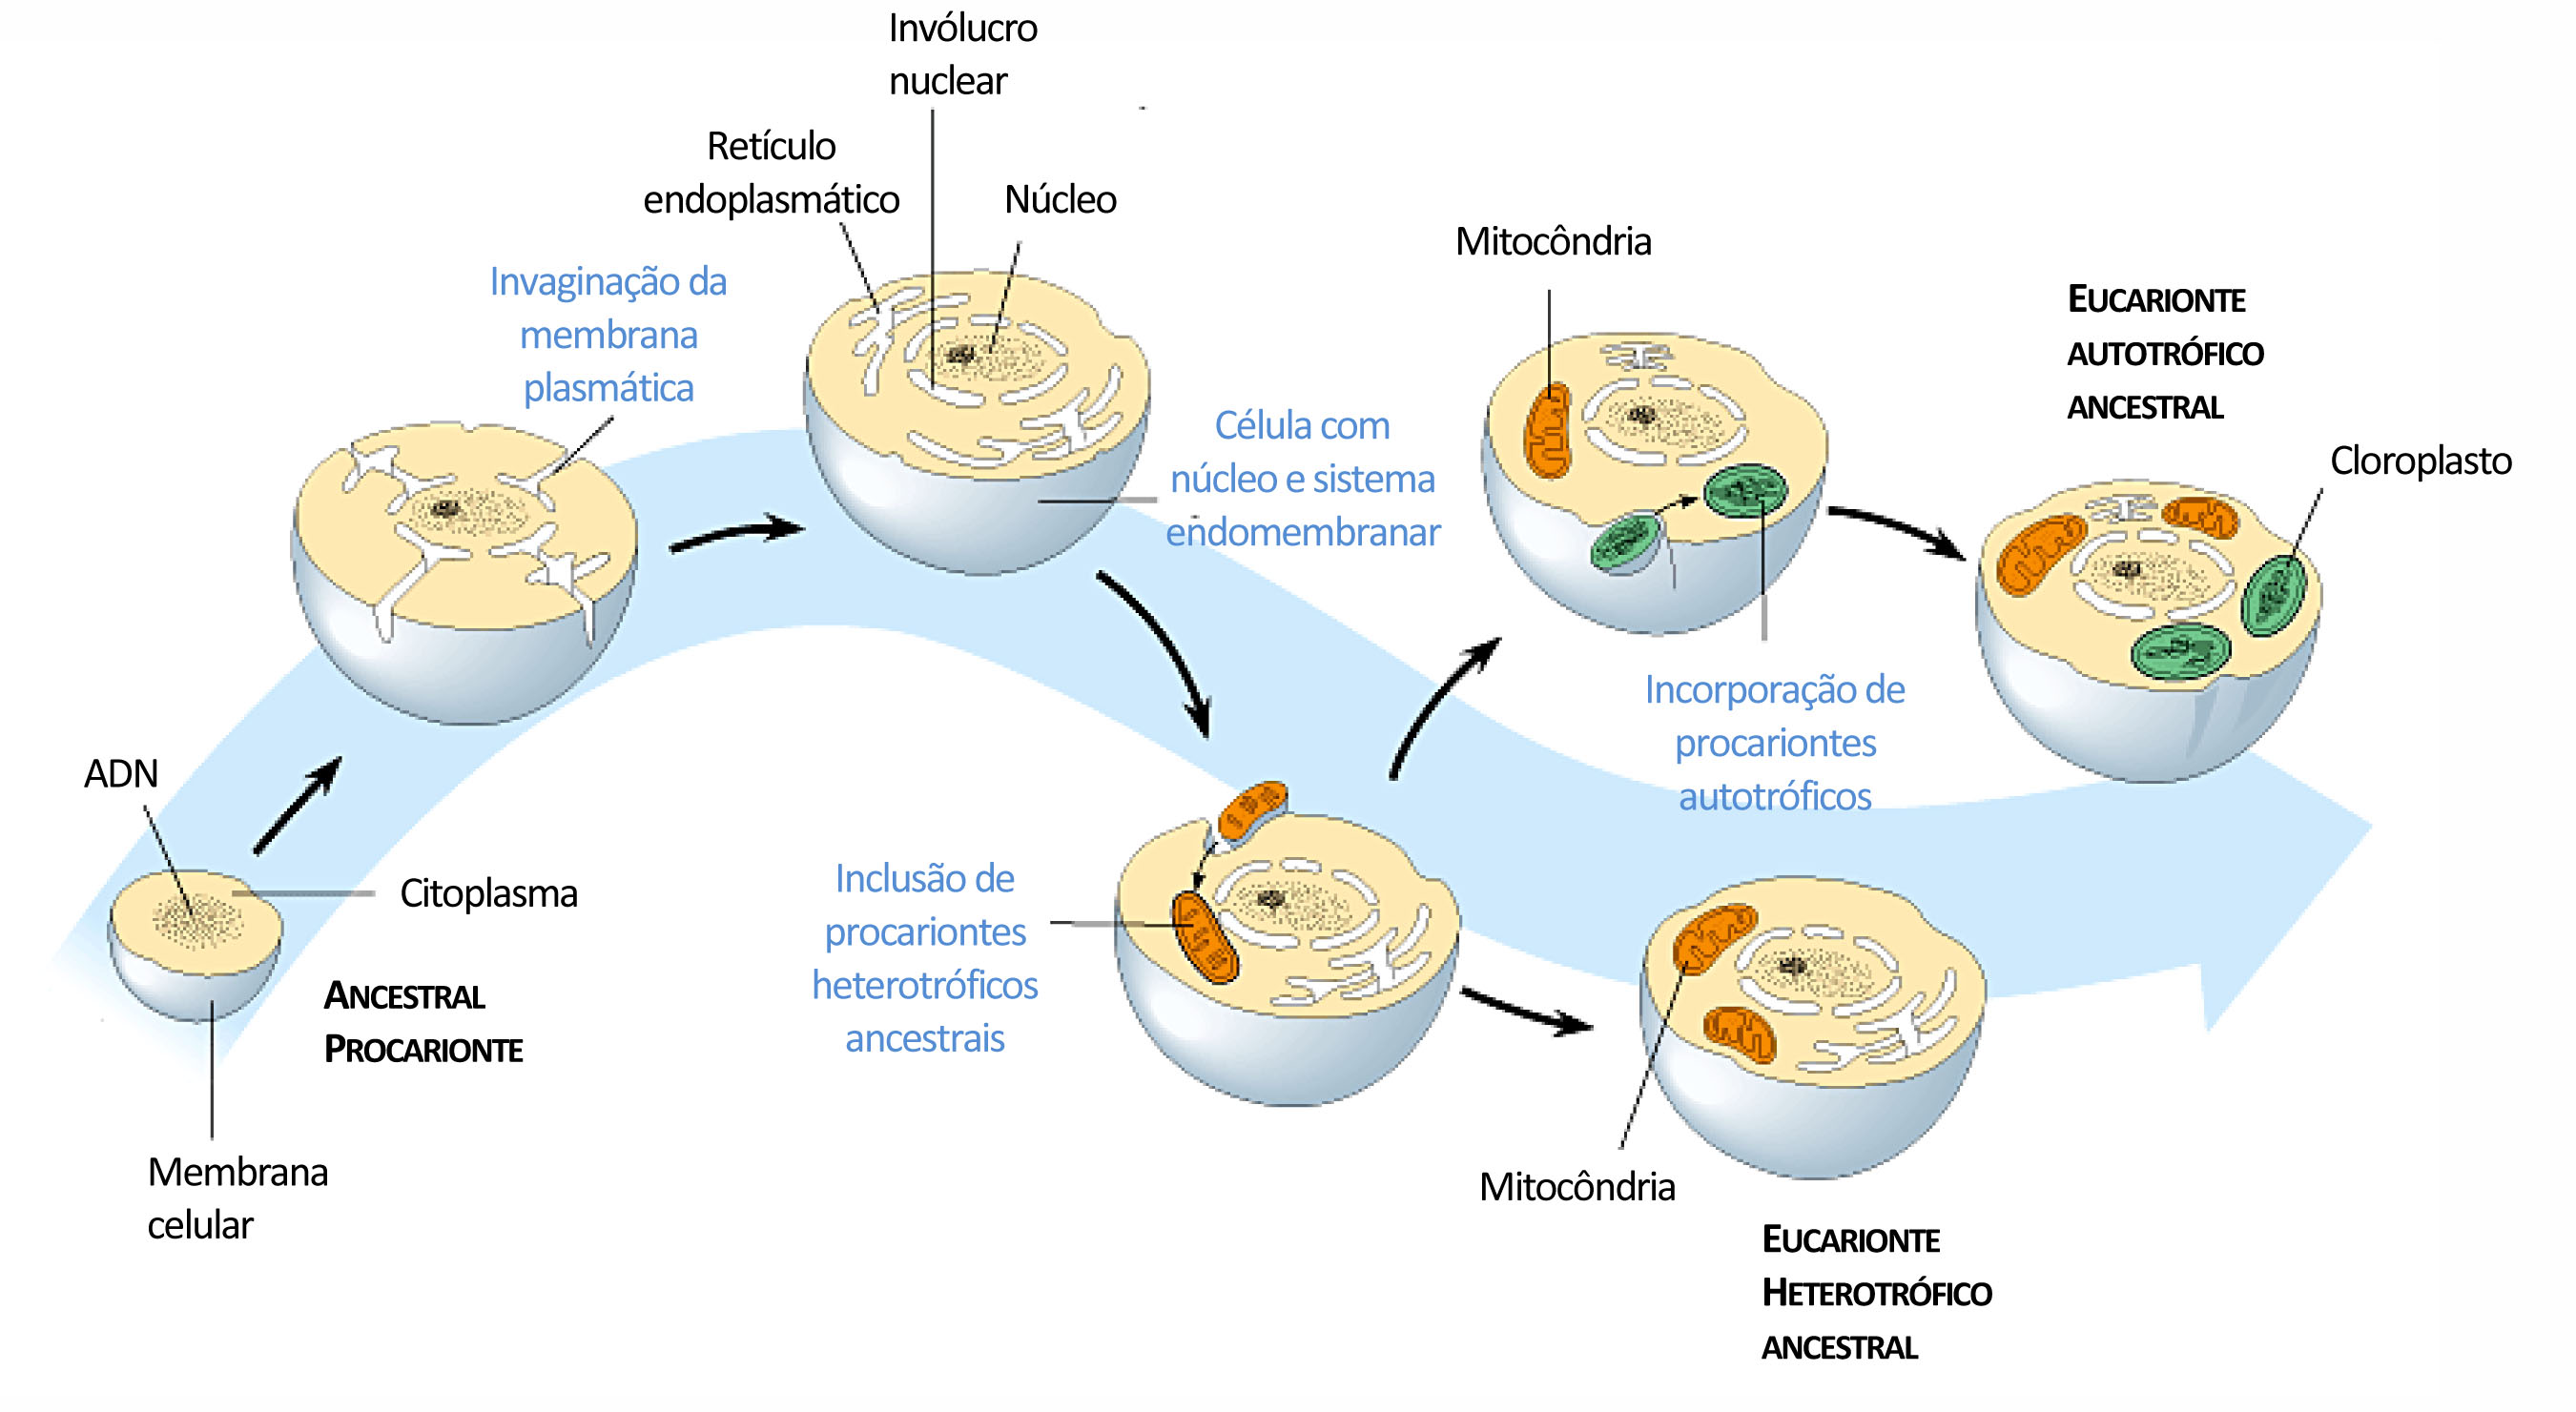 Invólucro
nuclear
Retículo
endoplasmático
Núcleo
Invaginação da
membrana
plasmática
Célula com
núcleo e sistema
endomembranar
Mitocôndria
EUCARIONTE
AUTOTRÓFICO
ANCESTRAL
Cloroplasto
Incorporação de
procariontes
autotróficos
ADN
Citoplasma
ANCESTRAL
PROCARIONTE
Membrana
celular
Inclusão de
procariontes
heterotróficos
ancestrais
Mitocôndria
EUCARIONTE
HETEROTRÓFICO
ANCESTRAL